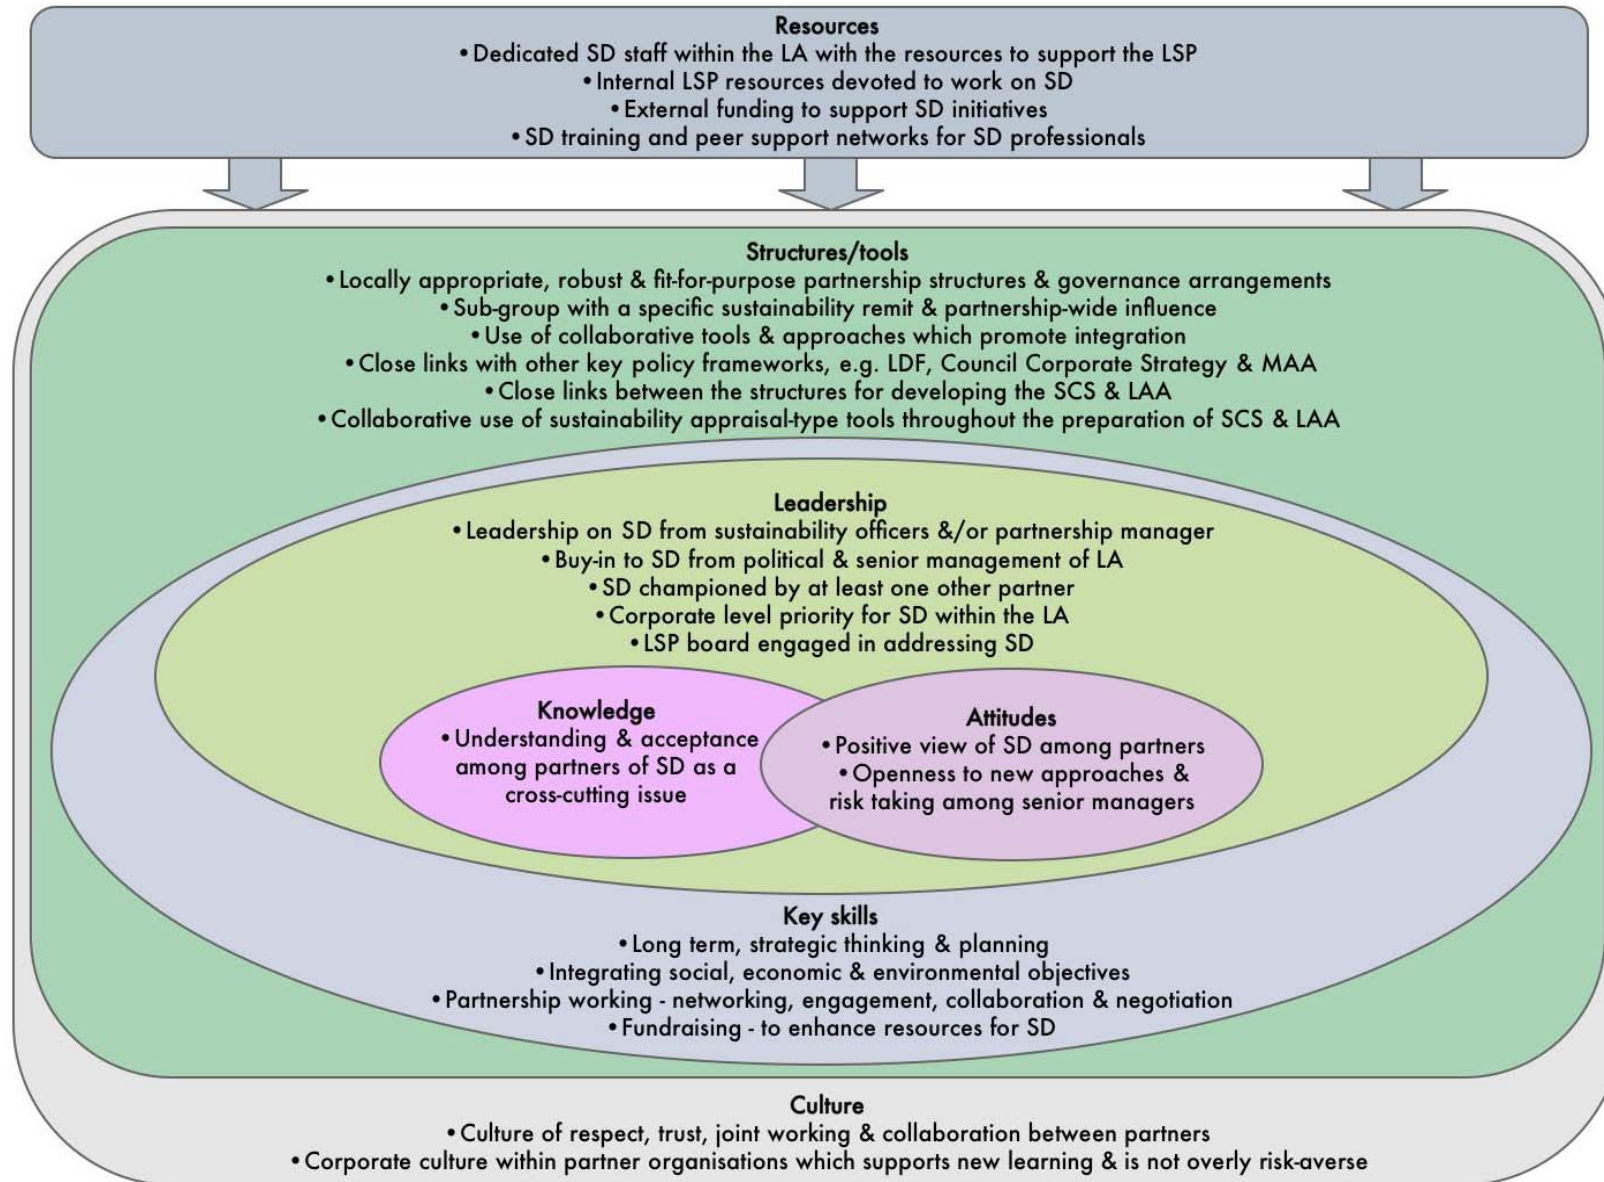 Resources
• Dedicated SD staff within the LA with the resources to support the LSP
• Internal LSP resources devoted to work on SD
• External funding to support SD initiatives
• SD training and peer support networks for SD professionals
Structures/tools
• Locally appropriate, robust & fit-for-purpose partnership structures & governance arrangements
• Sub-group with a specific sustainability remit & partnership-wide influence
• Use of collaborative tools & approaches which promote integration
• Close links with other key policy frameworks, e.g. LDF, Council Corporate Strategy & MAA
• Close links between the structures for developing the SCS & LAA
• Collaborative use of sustainability appraisal-type tools throughout the preparation of SCS & LAA
Leadership
• Leadership on SD from sustainability officers &/or partnership manager
• Buy-in to SD from political & senior management of LA
• SD championed by at least one other partner
• Corporate level priority for SD within the LA
• LSP board engaged in addressing SD
Knowledge
• Understanding & acceptance
among partners of SD as a
cross-cutting issue
Attitudes
• Positive view of SD among partners
• Openness to new approaches &
risk taking among senior managers
Key skills
• Long term, strategic thinking & planning
• Integrating social, economic & environmental objectives
• Partnership working - networking, engagement, collaboration & negotiation
• Fundraising - to enhance resources for SD
Culture
• Culture of respect, trust, joint working & collaboration between partners
• Corporate culture within partner organisations which supports new learning & is not overly risk-averse